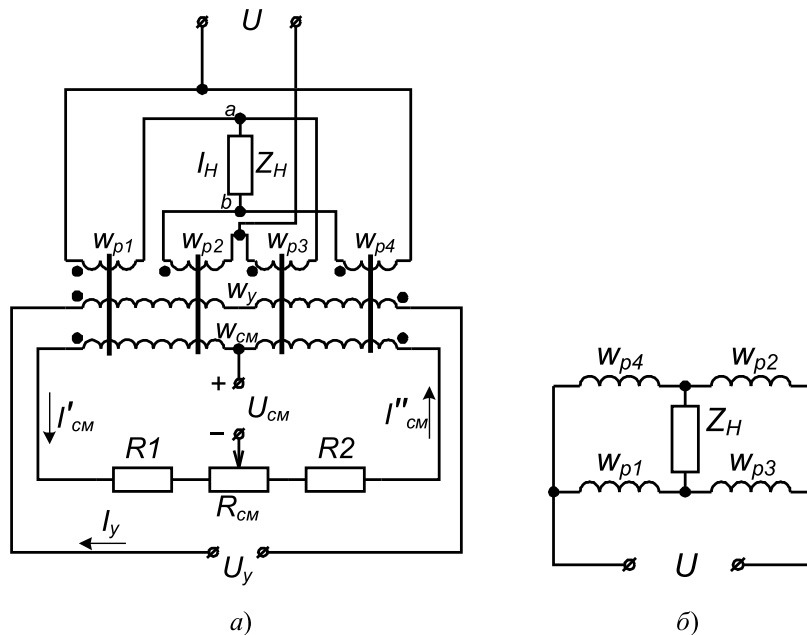 U
a
I_H Z_H
b
w_p1 w_p2 w_p3 w_p4
w_y
w_см
+
U_см
I'_см I''_см
–
R1 R2
R_см
I_y
U_y
а)
w_p4 w_p2
Z_H
w_p1 w_p3
U
б)